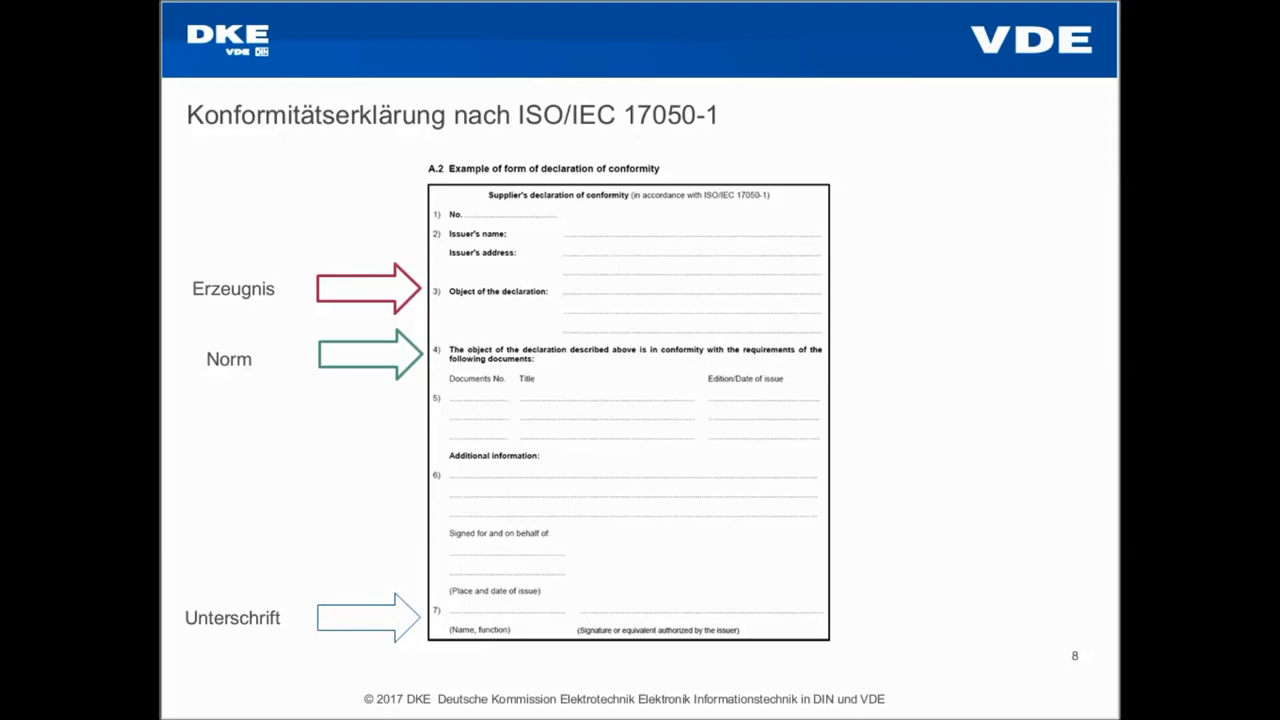 DKE
VDE DIN
VDE
Konformitätserklärung nach ISO/IEC 17050-1
A.2 Example of form of declaration of conformity
Supplier's declaration of conformity (in accordance with ISO/IEC 17050-1)
1) No.
2) Issuer's name:
Issuer's address:
Erzeugnis
3) Object of the declaration:
Norm
4) The object of the declaration described above is in conformity with the requirements of the
following documents:
Documents No. Title Edition/Date of issue
5)
Additional information:
6)
Signed for and on behalf of:
(Place and date of issue)
Unterschrift
7)
(Name, function) (Signature or equivalent authorized by the issuer)
8
© 2017 DKE Deutsche Kommission Elektrotechnik Elektronik Informationstechnik in DIN und VDE